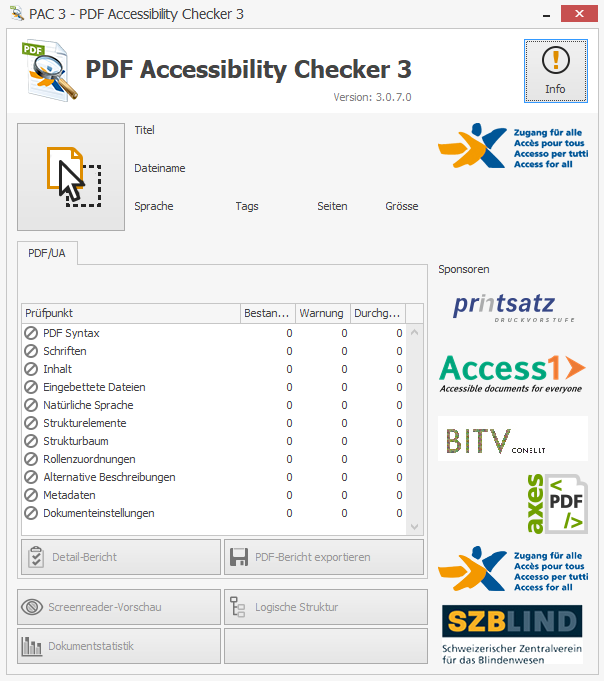 PAC 3 - PDF Accessibility Checker 3
PDF
PDF Accessibility Checker 3
Version: 3.0.7.0
Info
Titel
Dateiname
Sprache Tags Seiten Grösse
Zugang für alle
Accès pour tous
Accesso per tutti
Access for all
PDF/UA
Prüfpunkt Bestan... Warnung Durchg...
PDF Syntax 0 0 0
Schriften 0 0 0
Inhalt 0 0 0
Eingebettete Dateien 0 0 0
Natürliche Sprache 0 0 0
Strukturelemente 0 0 0
Strukturbaum 0 0 0
Rollenzuordnungen 0 0 0
Alternative Beschreibungen 0 0 0
Metadaten 0 0 0
Dokumenteinstellungen 0 0 0
Detail-Bericht PDF-Bericht exportieren
Screenreader-Vorschau Logische Struktur
Dokumentstatistik
Sponsoren
printsatz
DRUCKVORSTUFE
Access1
Accessible documents for everyone
BITV CONSULT
axes PDF </>
Zugang für alle
Accès pour tous
Accesso per tutti
Access for all
SZBLIND
Schweizerischer Zentralverein
für das Blindenwesen